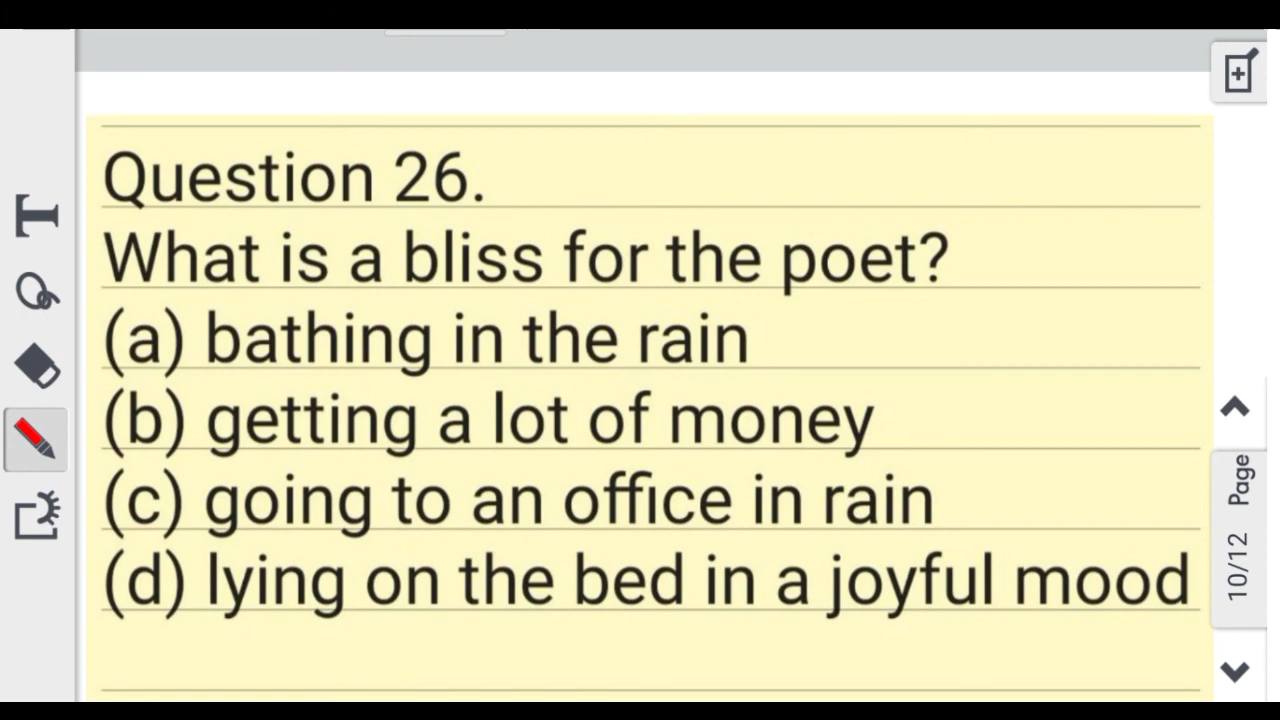 Question 26.
What is a bliss for the poet?
(a) bathing in the rain
(b) getting a lot of money
(c) going to an office in rain
(d) lying on the bed in a joyful mood
T
Page
10/12